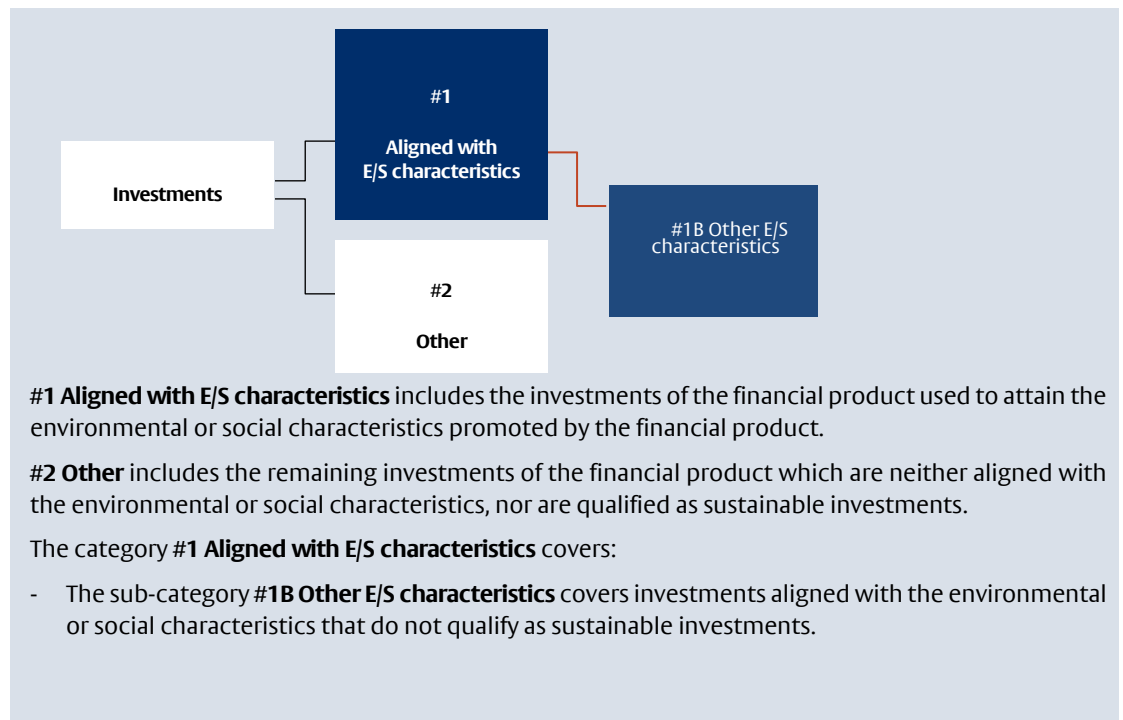 #1
Aligned with
E/S characteristics
Investments
#1B Other E/S
characteristics
#2
Other
#1 Aligned with E/S characteristics includes the investments of the financial product used to attain the
environmental or social characteristics promoted by the financial product.
#2 Other includes the remaining investments of the financial product which are neither aligned with
the environmental or social characteristics, nor are qualified as sustainable investments.
The category #1 Aligned with E/S characteristics covers:
- The sub-category #1B Other E/S characteristics covers investments aligned with the environmental
or social characteristics that do not qualify as sustainable investments.